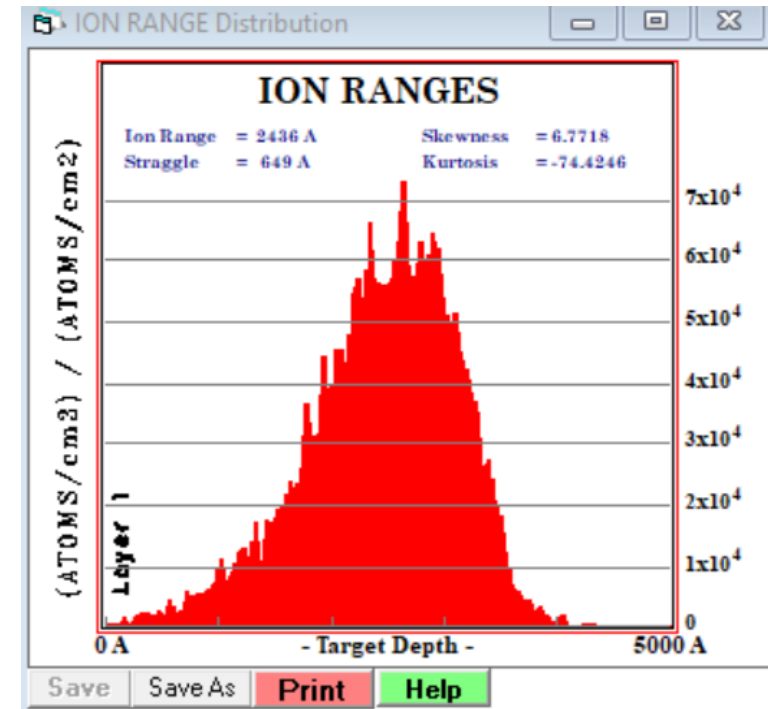 ION RANGE Distribution
ION RANGES
Ion Range = 2436 A Skewness = 6.7718
Straggle = 649 A Kurtosis =-74.4246
(ATOMS/cm3) / (ATOMS/cm2)
Layer 1
7x10⁴
6x10⁴
5x10⁴
4x10⁴
3x10⁴
2x10⁴
1x10⁴
0
0 A - Target Depth - 5000 A
Save Save As Print Help